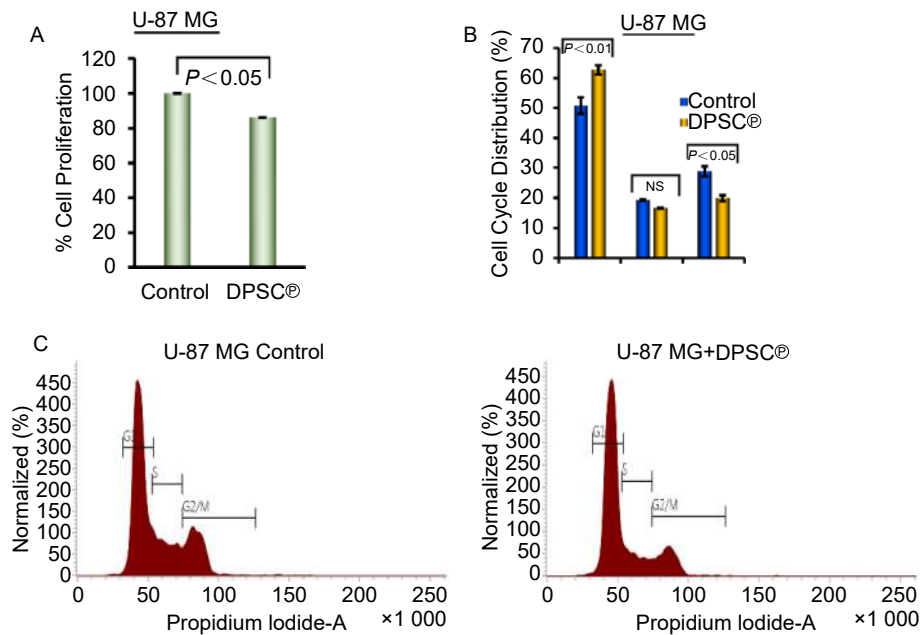 A
U-87 MG
120
100
80
60
40
20
0
% Cell Proliferation
P<0.05
Control DPSC℗
B
U-87 MG
70
60
50
40
30
20
10
0
Cell Cycle Distribution (%)
P<0.01
NS
P<0.05
Control
DPSC℗
C
U-87 MG Control
450
400
350
300
250
200
150
100
50
0
Normalized (%)
G1
S
G2/M
0 50 100 150 200 250
Propidium Iodide-A ×1 000
U-87 MG+DPSC℗
450
400
350
300
250
200
150
100
50
0
Normalized (%)
G1
S
G2/M
0 50 100 150 200 250
Propidium Iodide-A ×1 000